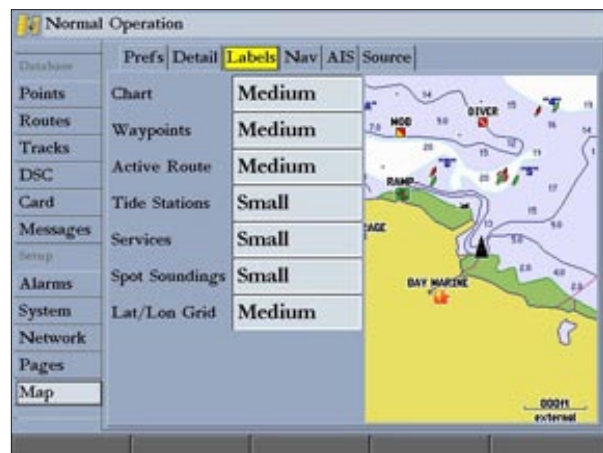 Normal Operation
Prefs Detail Labels Nav AIS Source
Database
Points
Routes
Tracks
DSC
Card
Messages
Setup
Alarms
System
Network
Pages
Map
Chart Medium
Waypoints Medium
Active Route Medium
Tide Stations Small
Services Small
Spot Soundings Small
Lat/Lon Grid Medium
DIVER
MOB
RAMP
BAY MARINE
external